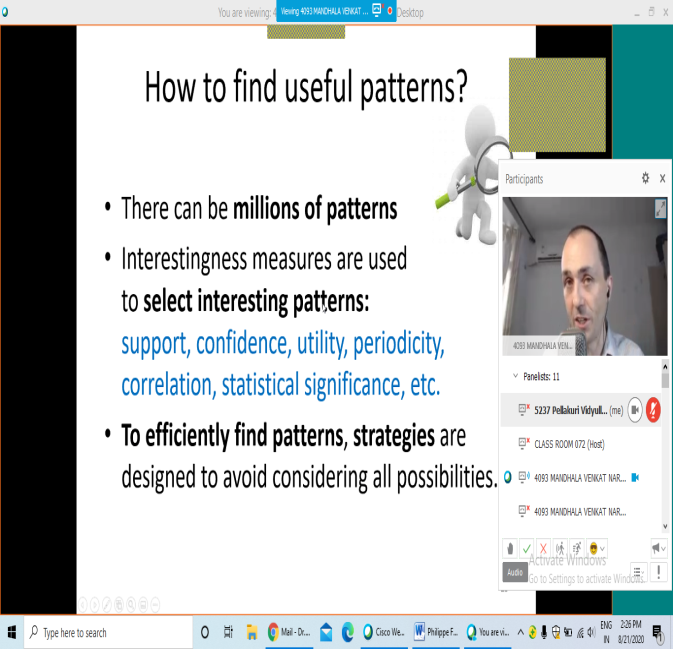 You are viewing: 4
Viewing 4093 MANDHALA VENKAT ...
Desktop
How to find useful patterns?
• There can be millions of patterns
• Interestingness measures are used
to select interesting patterns:
support, confidence, utility, periodicity,
correlation, statistical significance, etc.
• To efficiently find patterns, strategies are
designed to avoid considering all possibilities.
Participants
4093 MANDHALA VEN...
Panelists: 11
5237 Pellakuri Vidyull... (me)
CLASS ROOM 072 (Host)
4093 MANDHALA VENKAT NAR...
4093 MANDHALA VENKAT NAR...
Audio
Activate Windows
Go to Settings to activate Windows.
Type here to search
Mail - Dr....
Cisco We...
Philippe F...
You are vi...
ENG
IN
2:26 PM
8/21/2020